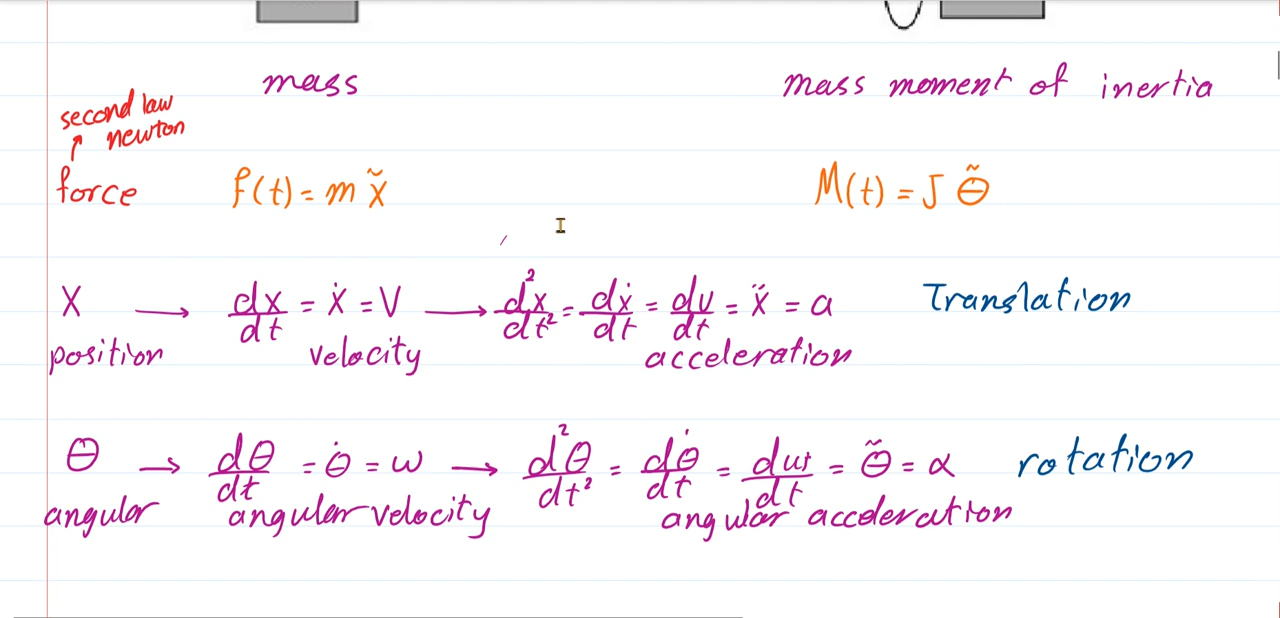 mass mass moment of inertia
second law
newton
force f(t) = m ẍ M(t) = J θ̈
x → dx/dt = ẋ = V → d²x/dt² = dẋ/dt = dv/dt = ẍ = a Translation
position velocity acceleration
θ → dθ/dt = θ̇ = ω → d²θ/dt² = dθ̇/dt = dω/dt = θ̈ = α rotation
angular angular velocity angular acceleration